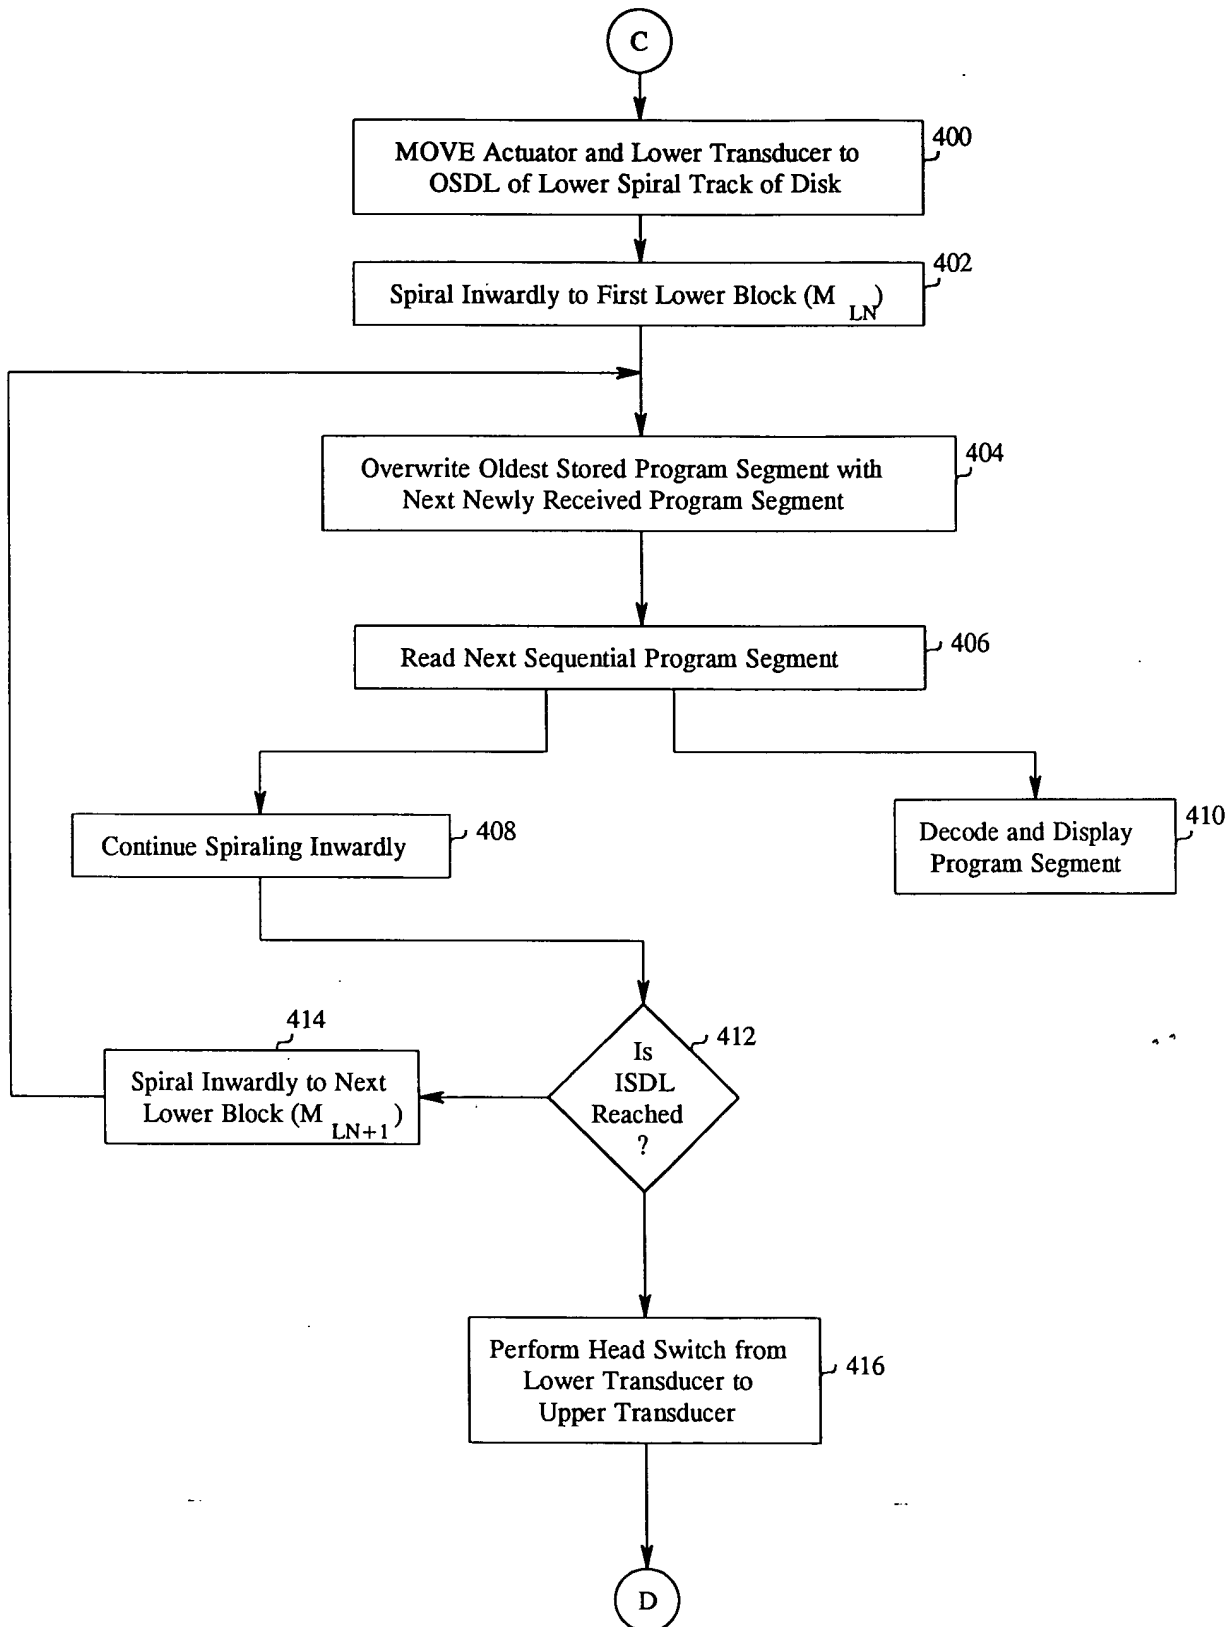 C
400
MOVE Actuator and Lower Transducer to
OSDL of Lower Spiral Track of Disk
402
Spiral Inwardly to First Lower Block (M LN)
404
Overwrite Oldest Stored Program Segment with
Next Newly Received Program Segment
406
Read Next Sequential Program Segment
408
Continue Spiraling Inwardly
410
Decode and Display
Program Segment
412
Is
ISDL
Reached
?
414
Spiral Inwardly to Next
Lower Block (M LN+1)
416
Perform Head Switch from
Lower Transducer to
Upper Transducer
D